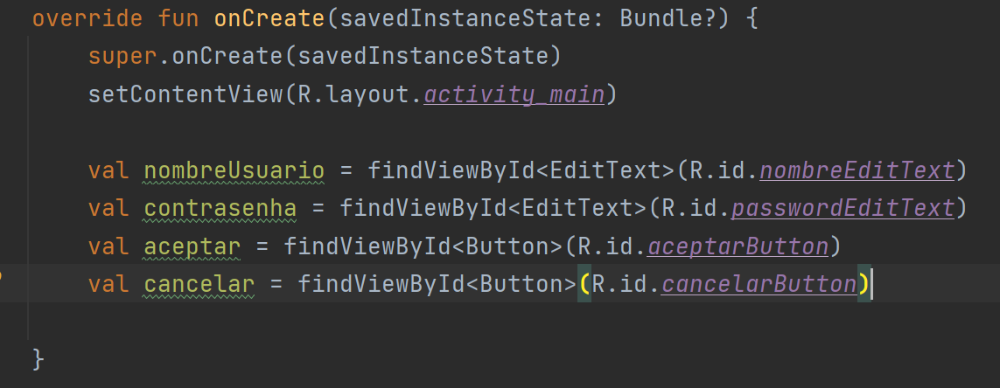 override fun onCreate(savedInstanceState: Bundle?) {
super.onCreate(savedInstanceState)
setContentView(R.layout.activity_main)
val nombreUsuario = findViewById<EditText>(R.id.nombreEditText)
val contrasenha = findViewById<EditText>(R.id.passwordEditText)
val aceptar = findViewById<Button>(R.id.aceptarButton)
val cancelar = findViewById<Button>(R.id.cancelarButton)
}